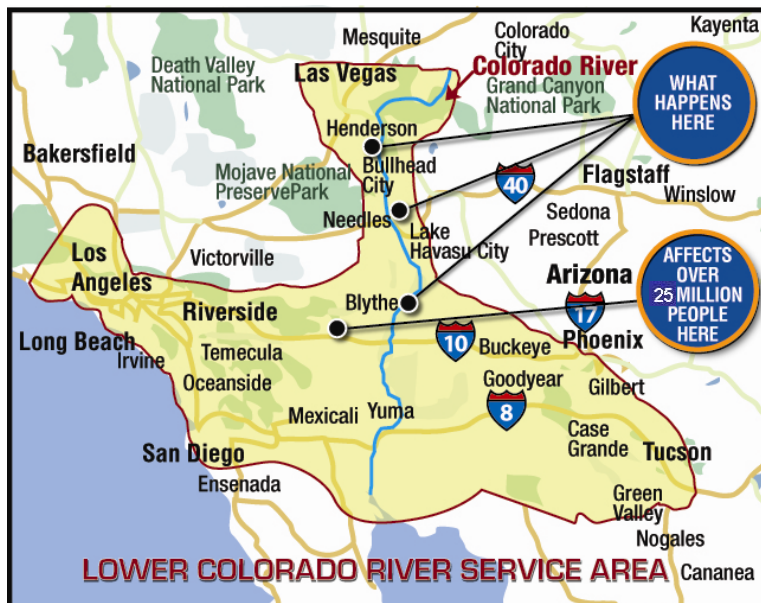 Mesquite
Colorado
City
Kayenta
Death Valley
National Park
Las Vegas
Colorado River
Grand Canyon
National Park
WHAT
HAPPENS
HERE
Henderson
Bakersfield
Bullhead
City
Mojave National
PreservePark
40
Flagstaff
Winslow
Needles
Lake
Havasu City
Sedona
Prescott
Los
Angeles
Victorville
Arizona
AFFECTS
OVER
25 MILLION
PEOPLE
HERE
Riverside
Blythe
17
Long Beach
Irvine
Temecula
10
Buckeye
Phoenix
Oceanside
Goodyear
Gilbert
Mexicali
Yuma
8
Case
Grande
San Diego
Tucson
Ensenada
Green
Valley
Nogales
LOWER COLORADO RIVER SERVICE AREA
Cananea